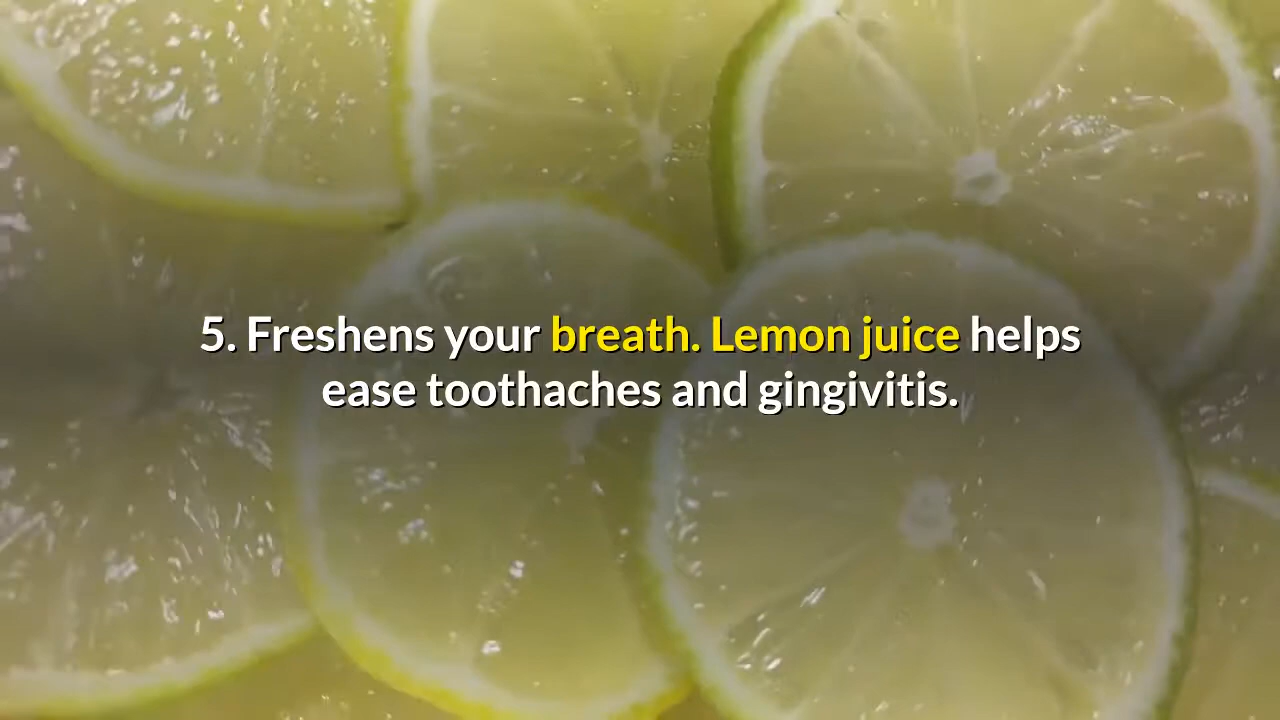 5. Freshens your breath. Lemon juice helps
ease toothaches and gingivitis.